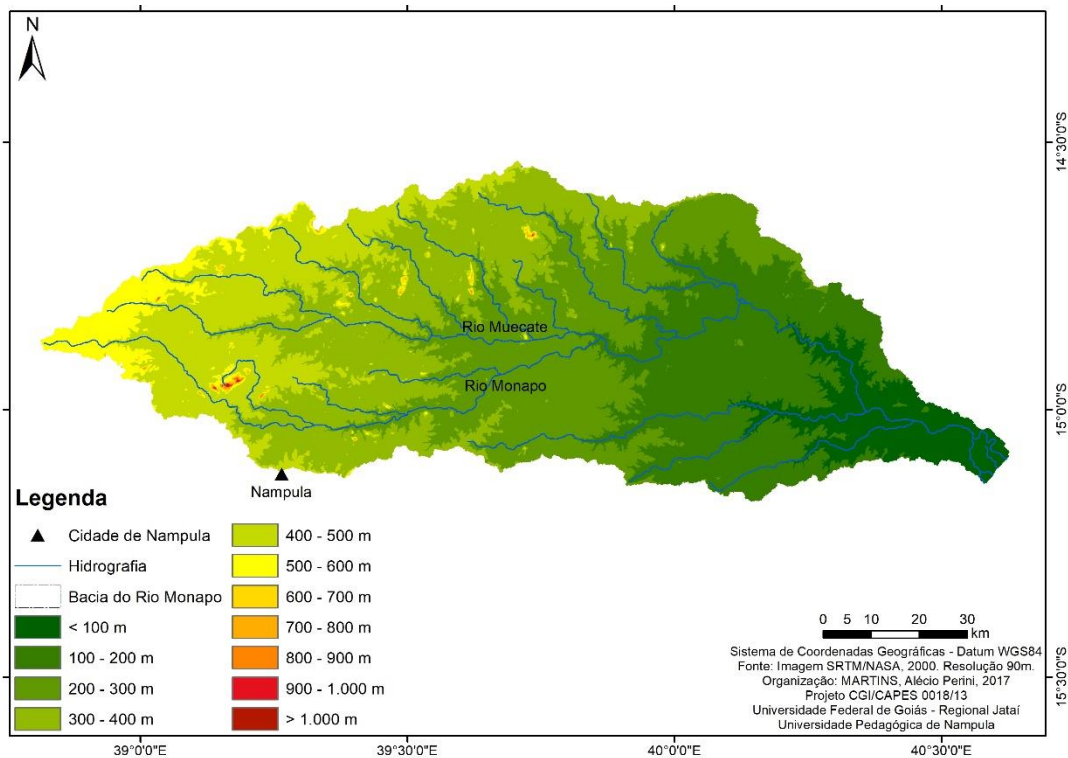 N
14°30'0"S
Rio Muecate
Rio Monapo
15°0'0"S
Nampula
Legenda
Cidade de Nampula
Hidrografia
Bacia do Rio Monapo
< 100 m
100 - 200 m
200 - 300 m
300 - 400 m
400 - 500 m
500 - 600 m
600 - 700 m
700 - 800 m
800 - 900 m
900 - 1.000 m
> 1.000 m
0 5 10 20 30
km
Sistema de Coordenadas Geográficas - Datum WGS84
Fonte: Imagem SRTM/NASA, 2000. Resolução 90m.
Organização: MARTINS, Alécio Perini, 2017
Projeto CGI/CAPES 0018/13
Universidade Federal de Goiás - Regional Jataí
Universidade Pedagógica de Nampula
15°30'0"S
39°0'0"E
39°30'0"E
40°0'0"E
40°30'0"E